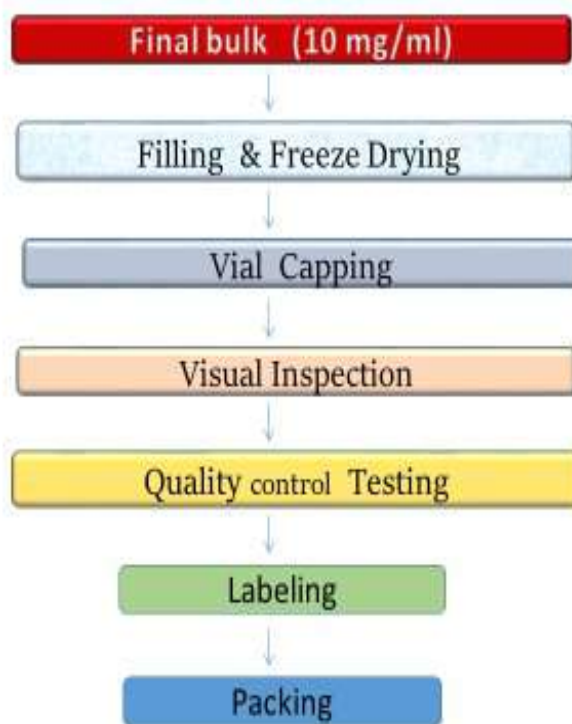 Final bulk (10 mg/ml)
Filling & Freeze Drying
Vial Capping
Visual Inspection
Quality control Testing
Labeling
Packing